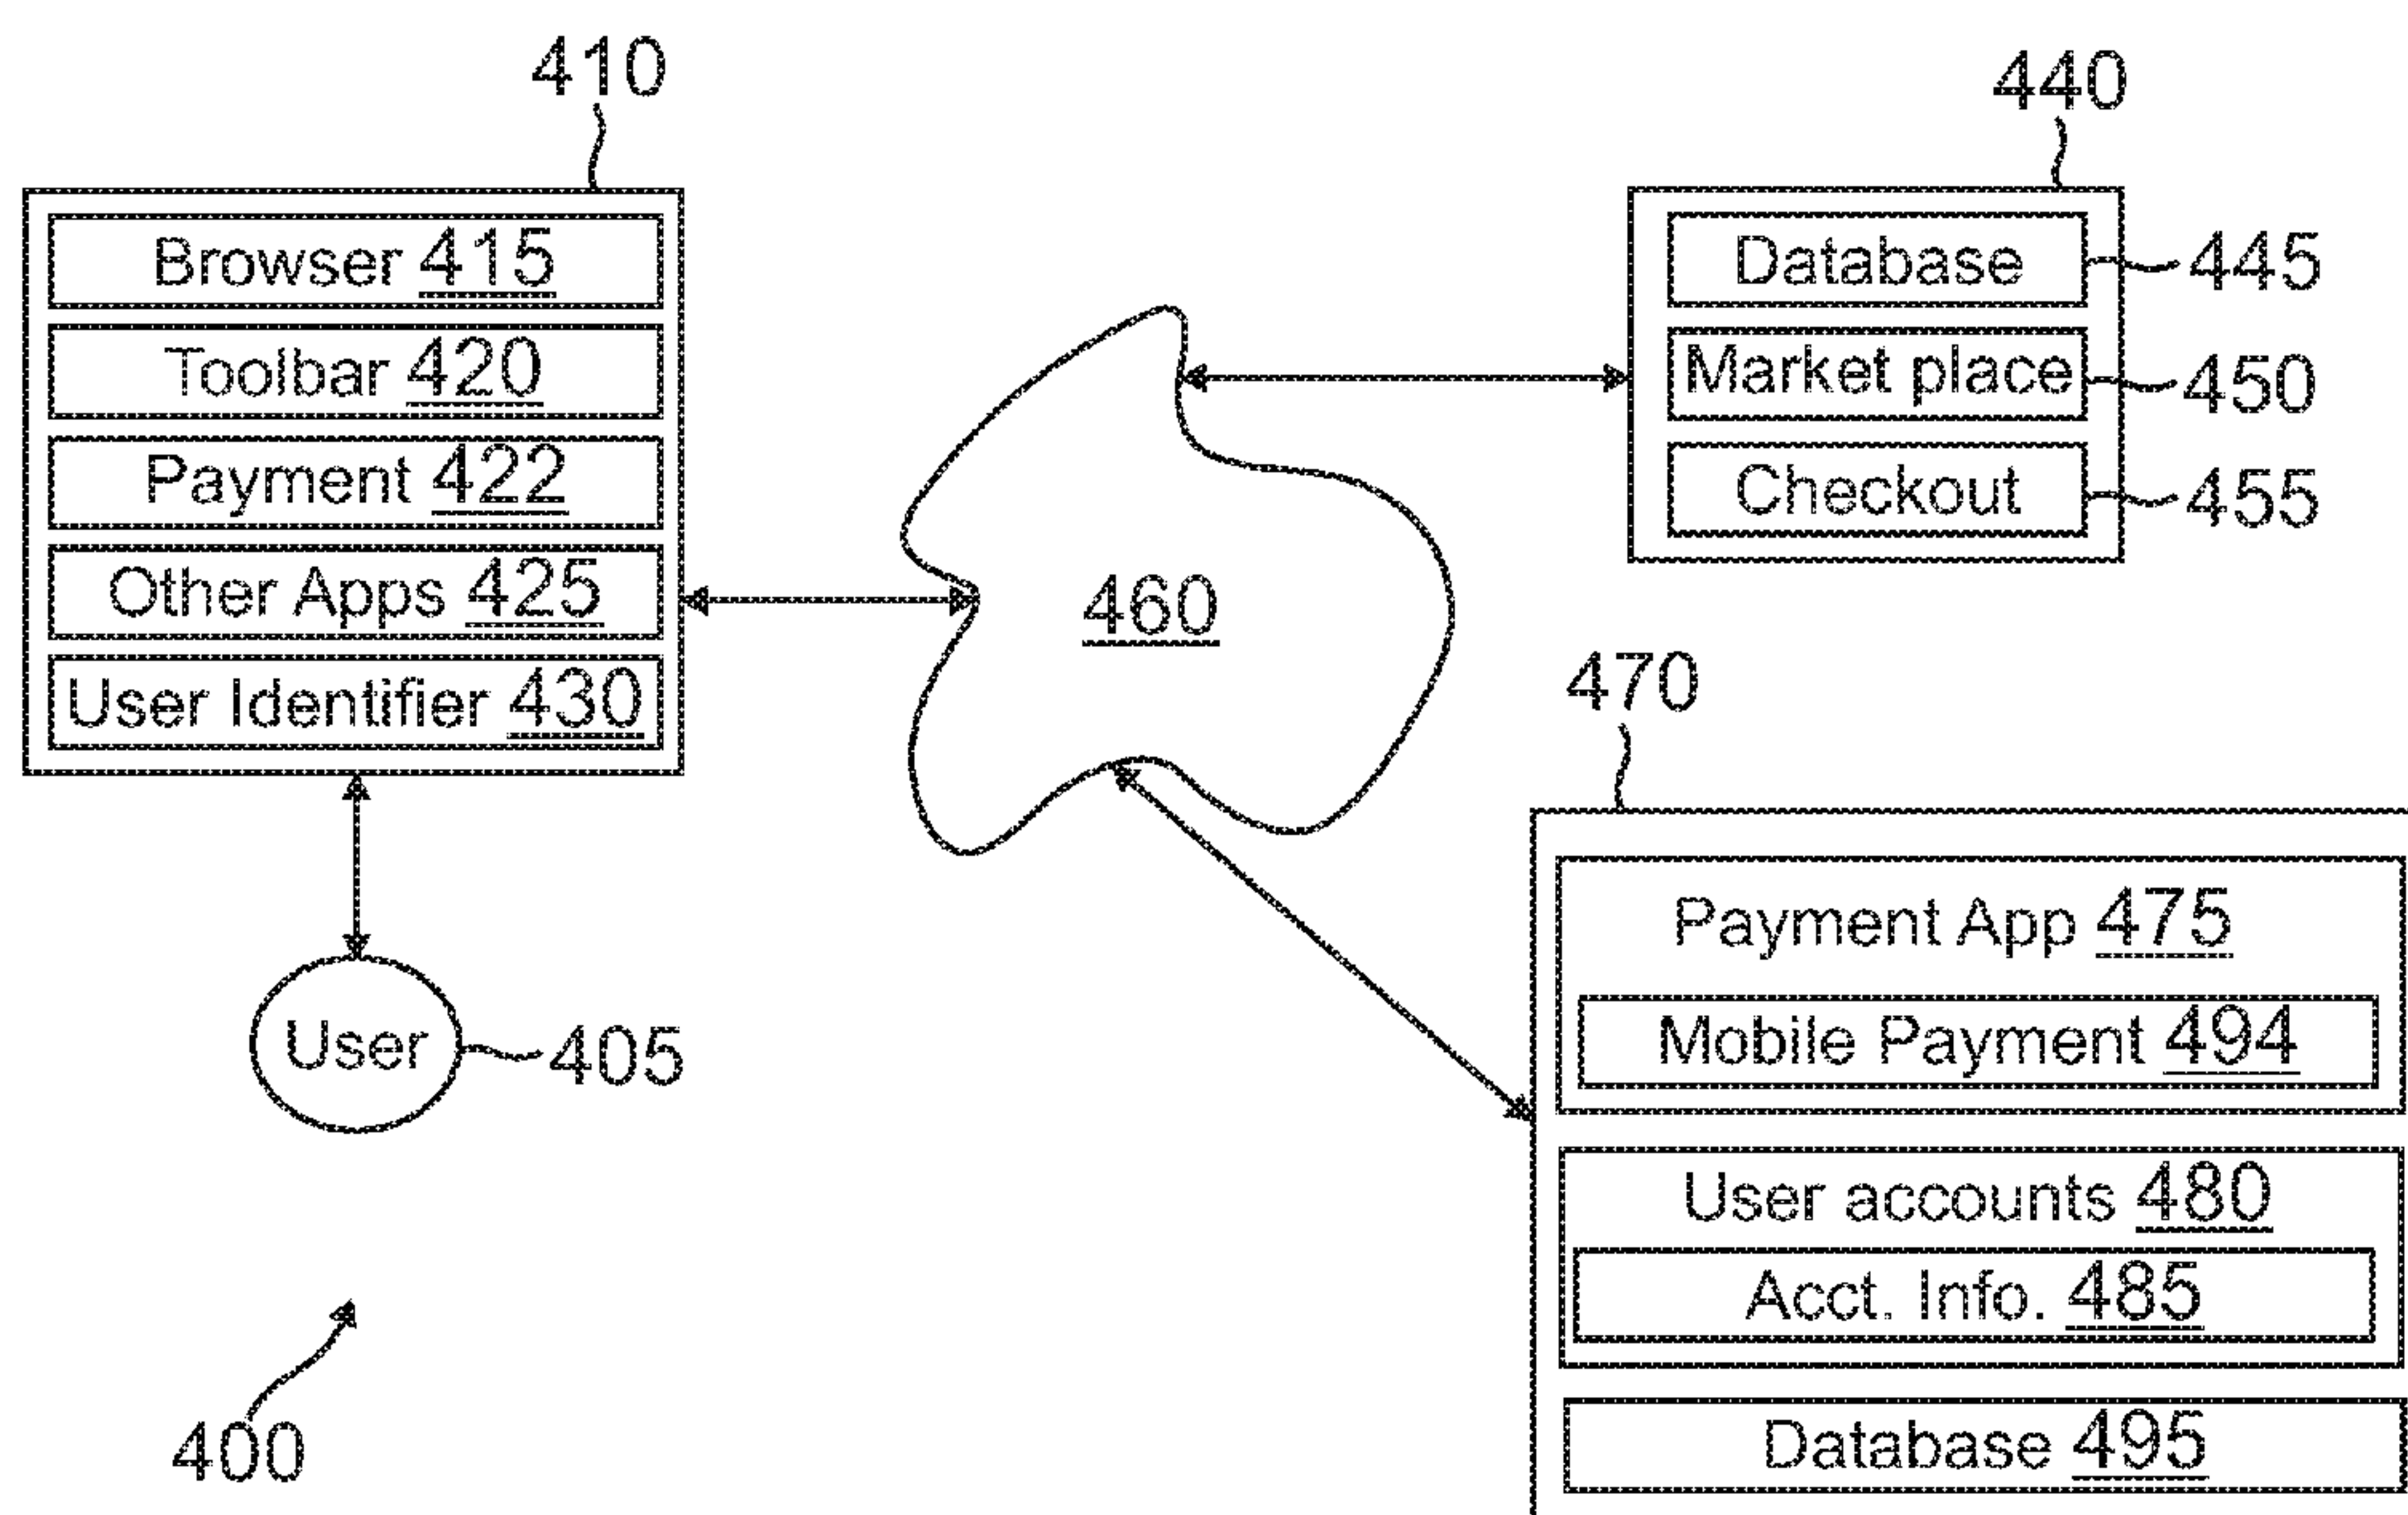 410
Browser 415
Toolbar 420
Payment 422
Other Apps 425
User Identifier 430
User
405
400
460
440
Database
445
Market place
450
Checkout
455
470
Payment App 475
Mobile Payment 494
User accounts 480
Acct. Info. 485
Database 495